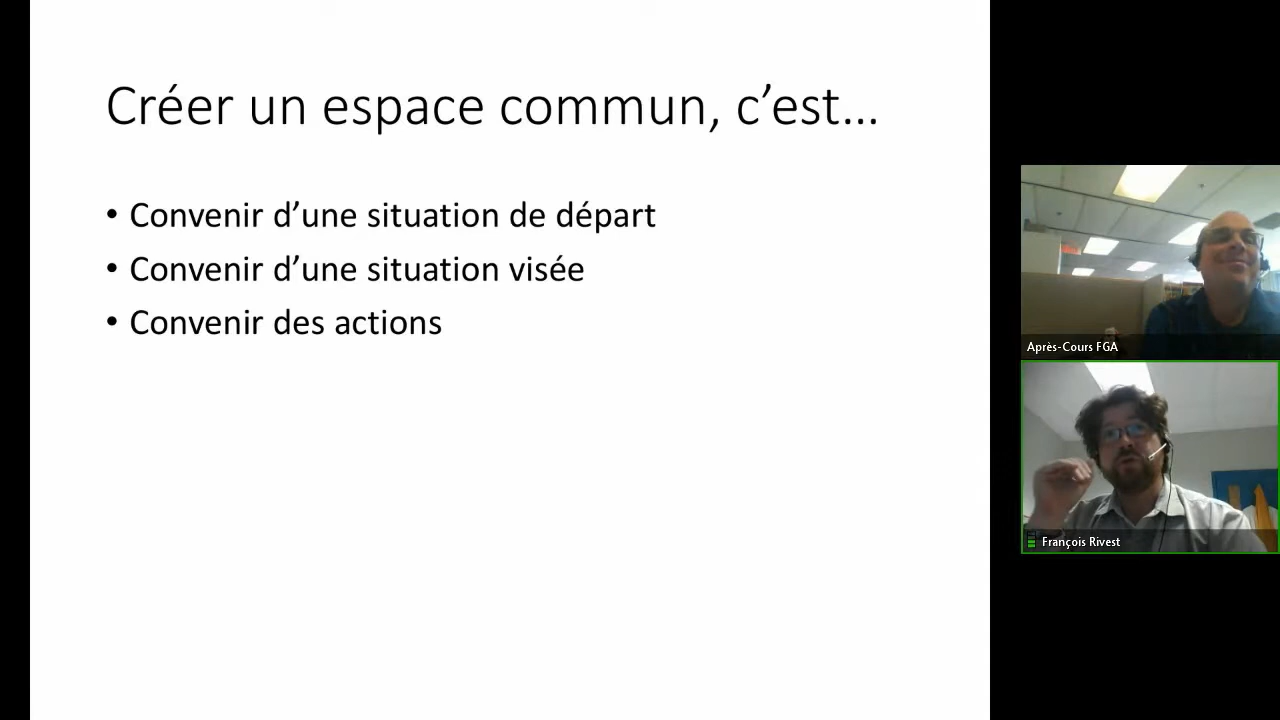 Créer un espace commun, c’est…
• Convenir d’une situation de départ
• Convenir d’une situation visée
• Convenir des actions
Après-Cours FGA
François Rivest